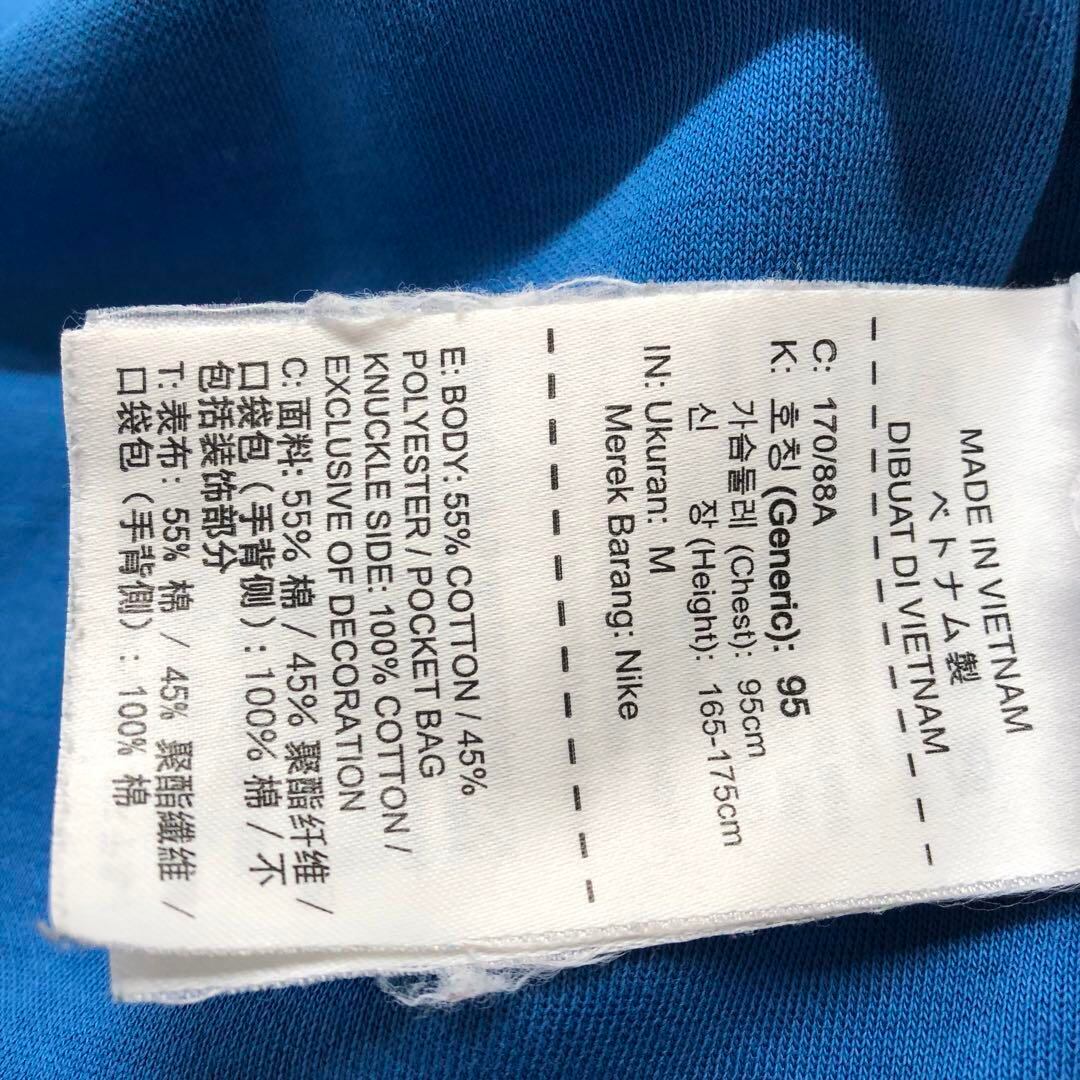 MADE IN VIETNAM
ベトナム製
DIBUAT DI VIETNAM
C: 170/88A
K: 호칭 (Generic): 95
가슴둘레 (Chest): 95cm
신 장 (Height): 165-175cm
IN: Ukuran: M
Merek Barang: Nike
E: BODY: 55% COTTON / 45%
POLYESTER / POCKET BAG
KNUCKLE SIDE: 100% COTTON /
EXCLUSIVE OF DECORATION
C: 面料: 55% 棉 / 45% 聚酯纤维 /
口袋包 (手背侧) : 100% 棉 / 不
包括装饰部分
T: 表布: 55% 棉 / 45% 聚酯纖維 /
口袋包 (手背側) : 100% 棉